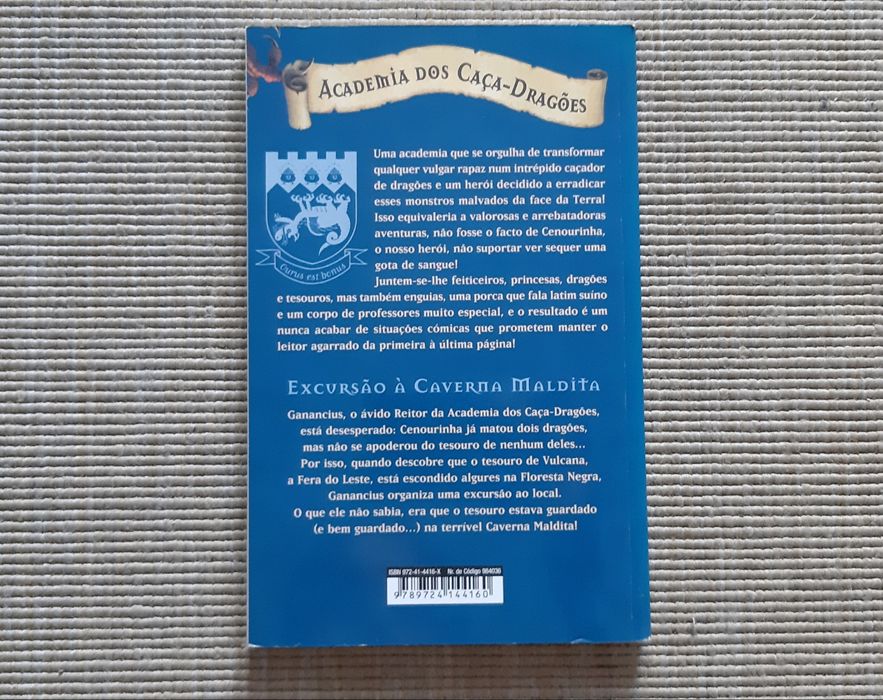 ACADEMIA DOS CAÇA-DRAGÕES
Uma academia que se orgulha de transformar
qualquer vulgar rapaz num intrépido caçador
de dragões e um herói decidido a erradicar
esses monstros malvados da face da Terra!
Isso equivaleria a valorosas e arrebatadoras
aventuras, não fosse o facto de Cenourinha,
o nosso herói, não suportar ver sequer uma
gota de sangue!
Ourus est bonus
Juntem-se-lhe feiticeiros, princesas, dragões
e tesouros, mas também enguias, uma porca que fala latim suíno
e um corpo de professores muito especial, e o resultado é um
nunca acabar de situações cómicas que prometem manter o
leitor agarrado da primeira à última página!
EXCURSÃO À CAVERNA MALDITA
Ganancius, o ávido Reitor da Academia dos Caça-Dragões,
está desesperado: Cenourinha já matou dois dragões,
mas não se apoderou do tesouro de nenhum deles...
Por isso, quando descobre que o tesouro de Vulcana,
a Fera do Leste, está escondido algures na Floresta Negra,
Ganancius organiza uma excursão ao local.
O que ele não sabia, era que o tesouro estava guardado
(e bem guardado...) na terrível Caverna Maldita!
ISBN 972-41-4416-X Nr. de Código 984036
9789724144160